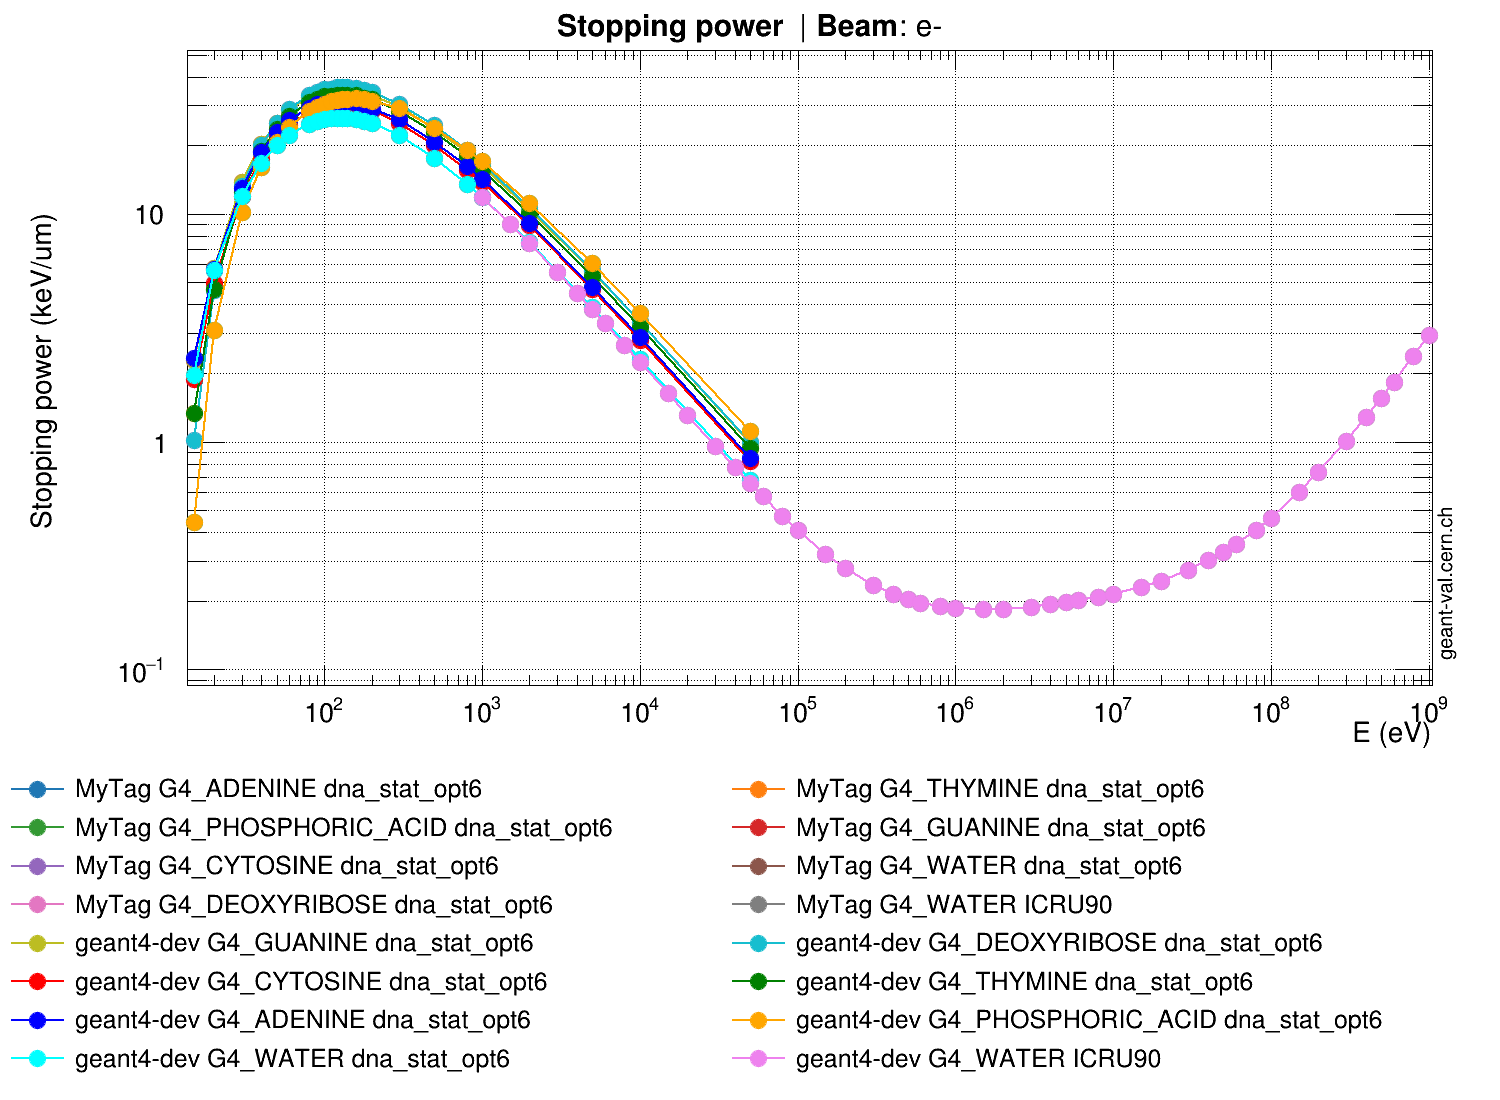 Stopping power | Beam: e-
Stopping power (keV/um)
10
1
10⁻¹
10² 10³ 10⁴ 10⁵ 10⁶ 10⁷ 10⁸ 10⁹
E (eV)
geant-val.cern.ch
MyTag G4_ADENINE dna_stat_opt6
MyTag G4_THYMINE dna_stat_opt6
MyTag G4_PHOSPHORIC_ACID dna_stat_opt6
MyTag G4_GUANINE dna_stat_opt6
MyTag G4_CYTOSINE dna_stat_opt6
MyTag G4_WATER dna_stat_opt6
MyTag G4_DEOXYRIBOSE dna_stat_opt6
MyTag G4_WATER ICRU90
geant4-dev G4_GUANINE dna_stat_opt6
geant4-dev G4_DEOXYRIBOSE dna_stat_opt6
geant4-dev G4_CYTOSINE dna_stat_opt6
geant4-dev G4_THYMINE dna_stat_opt6
geant4-dev G4_ADENINE dna_stat_opt6
geant4-dev G4_PHOSPHORIC_ACID dna_stat_opt6
geant4-dev G4_WATER dna_stat_opt6
geant4-dev G4_WATER ICRU90